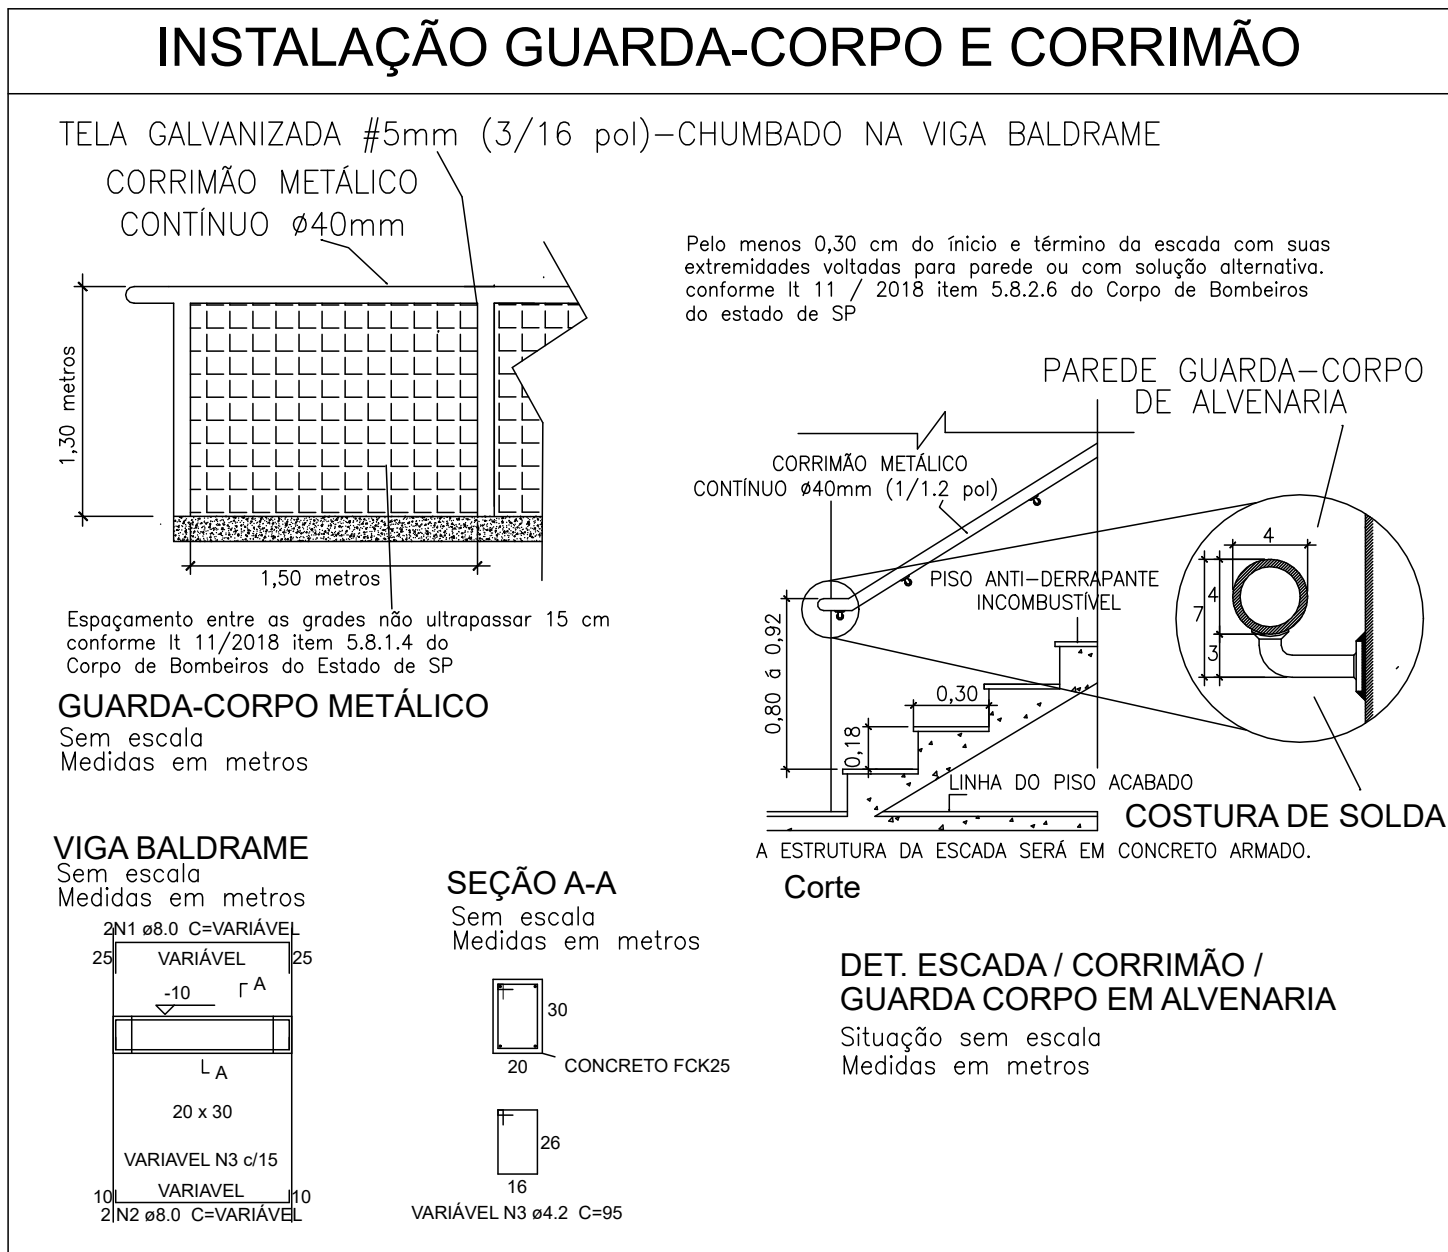 INSTALAÇÃO GUARDA-CORPO E CORRIMÃO
TELA GALVANIZADA #5mm (3/16 pol)-CHUMBADO NA VIGA BALDRAME
CORRIMÃO METÁLICO
CONTÍNUO ø40mm
1,30 metros
1,50 metros
Espaçamento entre as grades não ultrapassar 15 cm
conforme It 11/2018 item 5.8.1.4 do
Corpo de Bombeiros do Estado de SP
GUARDA-CORPO METÁLICO
Sem escala
Medidas em metros
Pelo menos 0,30 cm do ínicio e término da escada com suas
extremidades voltadas para parede ou com solução alternativa.
conforme It 11 / 2018 item 5.8.2.6 do Corpo de Bombeiros
do estado de SP
PAREDE GUARDA-CORPO
DE ALVENARIA
CORRIMÃO METÁLICO
CONTÍNUO ø40mm (1/1.2 pol)
PISO ANTI-DERRAPANTE
INCOMBUSTÍVEL
4
7
4
3
0,80 á 0,92
0,30
0,18
LINHA DO PISO ACABADO
COSTURA DE SOLDA
A ESTRUTURA DA ESCADA SERÁ EM CONCRETO ARMADO.
Corte
DET. ESCADA / CORRIMÃO /
GUARDA CORPO EM ALVENARIA
Situação sem escala
Medidas em metros
VIGA BALDRAME
Sem escala
Medidas em metros
2N1 ø8.0 C=VARIÁVEL
25
VARIÁVEL
25
-10
A
A
20 x 30
VARIAVEL N3 c/15
10
VARIAVEL
10
2 N2 ø8.0 C=VARIÁVEL
SEÇÃO A-A
Sem escala
Medidas em metros
30
20
CONCRETO FCK25
26
16
VARIÁVEL N3 ø4.2 C=95